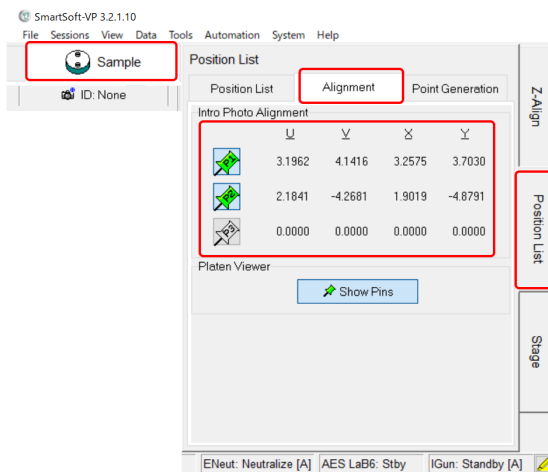 SmartSoft-VP 3.2.1.10
File Sessions View Data Tools Automation System Help
Sample
ID: None
Position List
Position List Alignment Point Generation
Intro Photo Alignment
U V X Y
P1 3.1962 4.1416 3.2575 3.7030
P2 2.1841 -4.2681 1.9019 -4.8791
P3 0.0000 0.0000 0.0000 0.0000
Platen Viewer
Show Pins
Z-Align
Position List
Stage
ENeut: Neutralize [A] AES LaB6: Stby IGun: Standby [A]